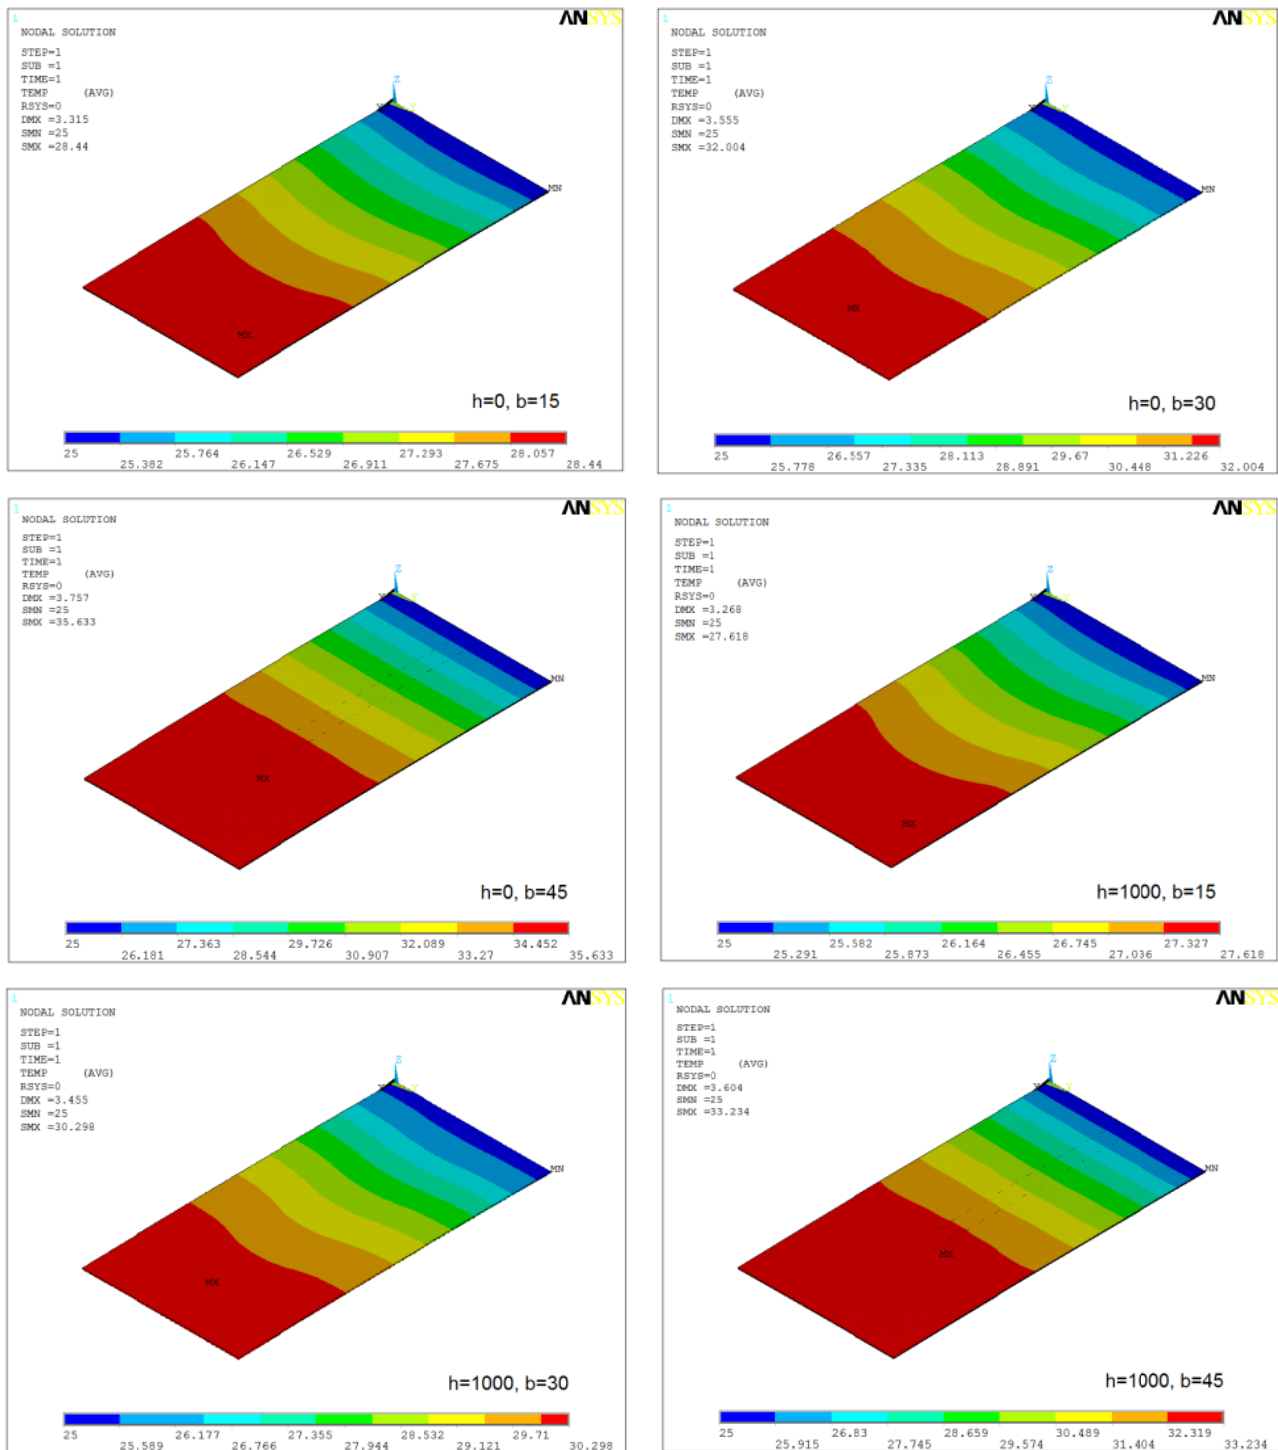 1
ANSYS
NODAL SOLUTION
STEP=1
SUB =1
TIME=1
TEMP (AVG)
RSYS=0
DMX =3.315
SMN =25
SMX =28.44
Z
MN
MX
h=0, b=15
25 25.764 26.529 27.293 28.057
25.382 26.147 26.911 27.675 28.44
1
ANSYS
NODAL SOLUTION
STEP=1
SUB =1
TIME=1
TEMP (AVG)
RSYS=0
DMX =3.555
SMN =25
SMX =32.004
Z
MN
MX
h=0, b=30
25 26.557 28.113 29.67 31.226
25.778 27.335 28.891 30.448 32.004
1
ANSYS
NODAL SOLUTION
STEP=1
SUB =1
TIME=1
TEMP (AVG)
RSYS=0
DMX =3.757
SMN =25
SMX =35.633
Z
MN
MX
h=0, b=45
25 27.363 29.726 32.089 34.452
26.181 28.544 30.907 33.27 35.633
1
ANSYS
NODAL SOLUTION
STEP=1
SUB =1
TIME=1
TEMP (AVG)
RSYS=0
DMX =3.268
SMN =25
SMX =27.618
Z
MN
MX
h=1000, b=15
25 25.582 26.164 26.745 27.327
25.291 25.873 26.455 27.036 27.618
1
ANSYS
NODAL SOLUTION
STEP=1
SUB =1
TIME=1
TEMP (AVG)
RSYS=0
DMX =3.455
SMN =25
SMX =30.298
Z
MN
MX
h=1000, b=30
25 26.177 27.355 28.532 29.71
25.589 26.766 27.944 29.121 30.298
1
ANSYS
NODAL SOLUTION
STEP=1
SUB =1
TIME=1
TEMP (AVG)
RSYS=0
DMX =3.604
SMN =25
SMX =33.234
Z
MN
MX
h=1000, b=45
25 26.83 28.659 30.489 32.319
25.915 27.745 29.574 31.404 33.234